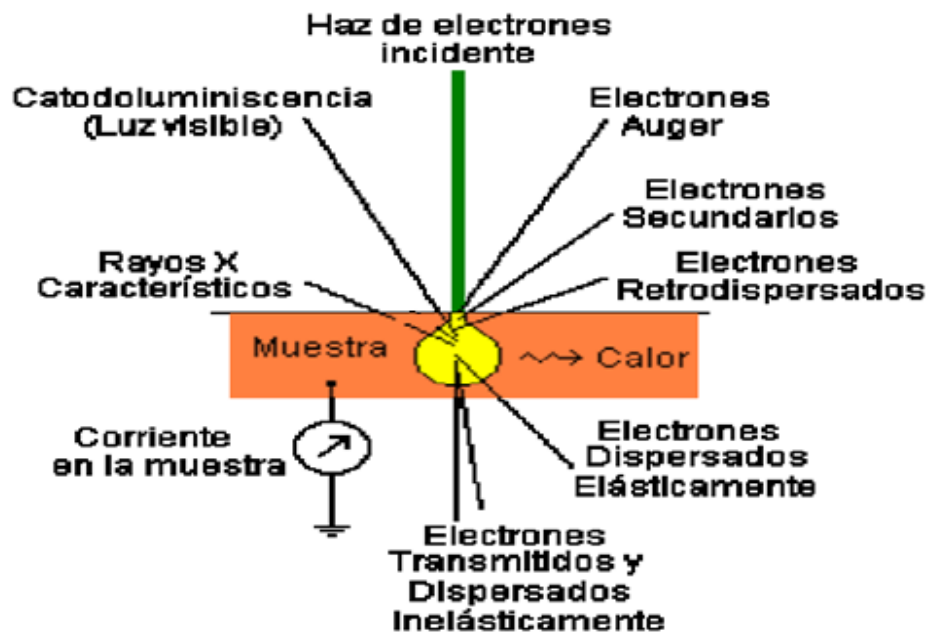 Haz de electrones
incidente
Catodoluminiscencia
(Luz visible)
Electrones
Auger
Electrones
Secundarios
Rayos X
Característicos
Electrones
Retrodispersados
Muestra
Calor
Corriente
en la muestra
Electrones
Dispersados
Elásticamente
Electrones
Transmitidos y
Dispersados
Inelásticamente